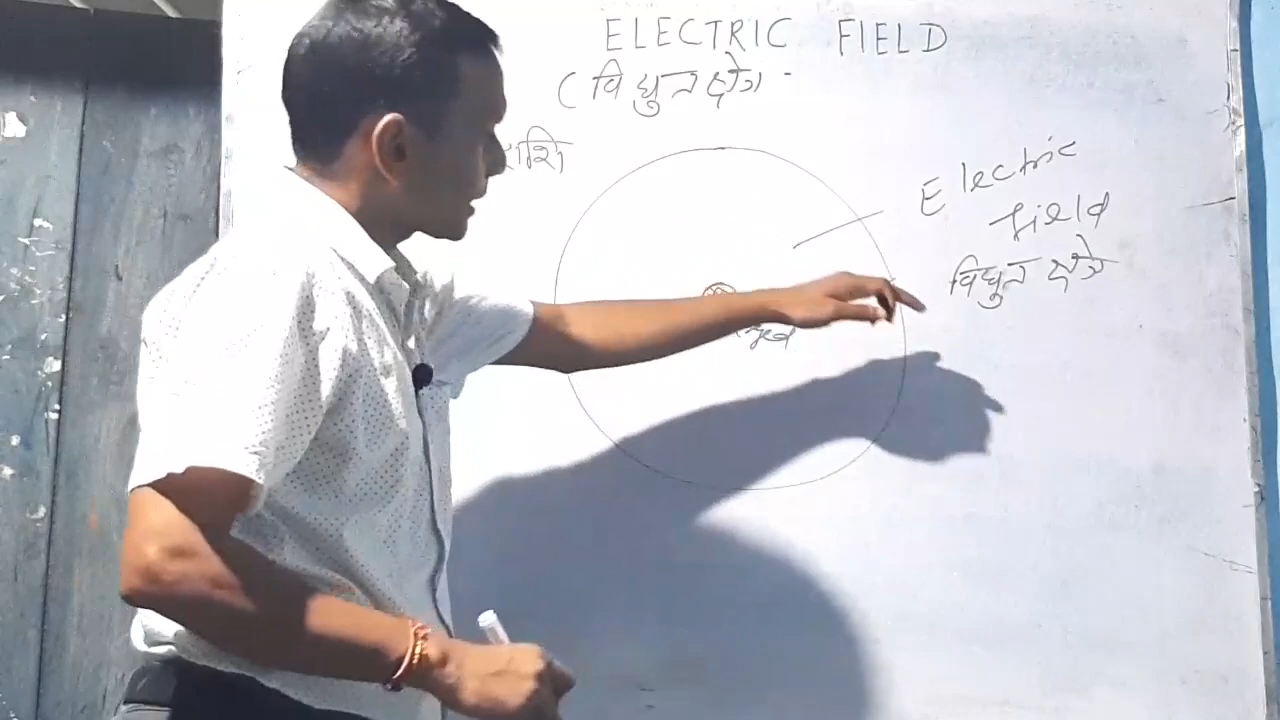 ELECTRIC FIELD
( विधुत क्षेत्र
राशि
Electric
field
विधुत क्षेत्र